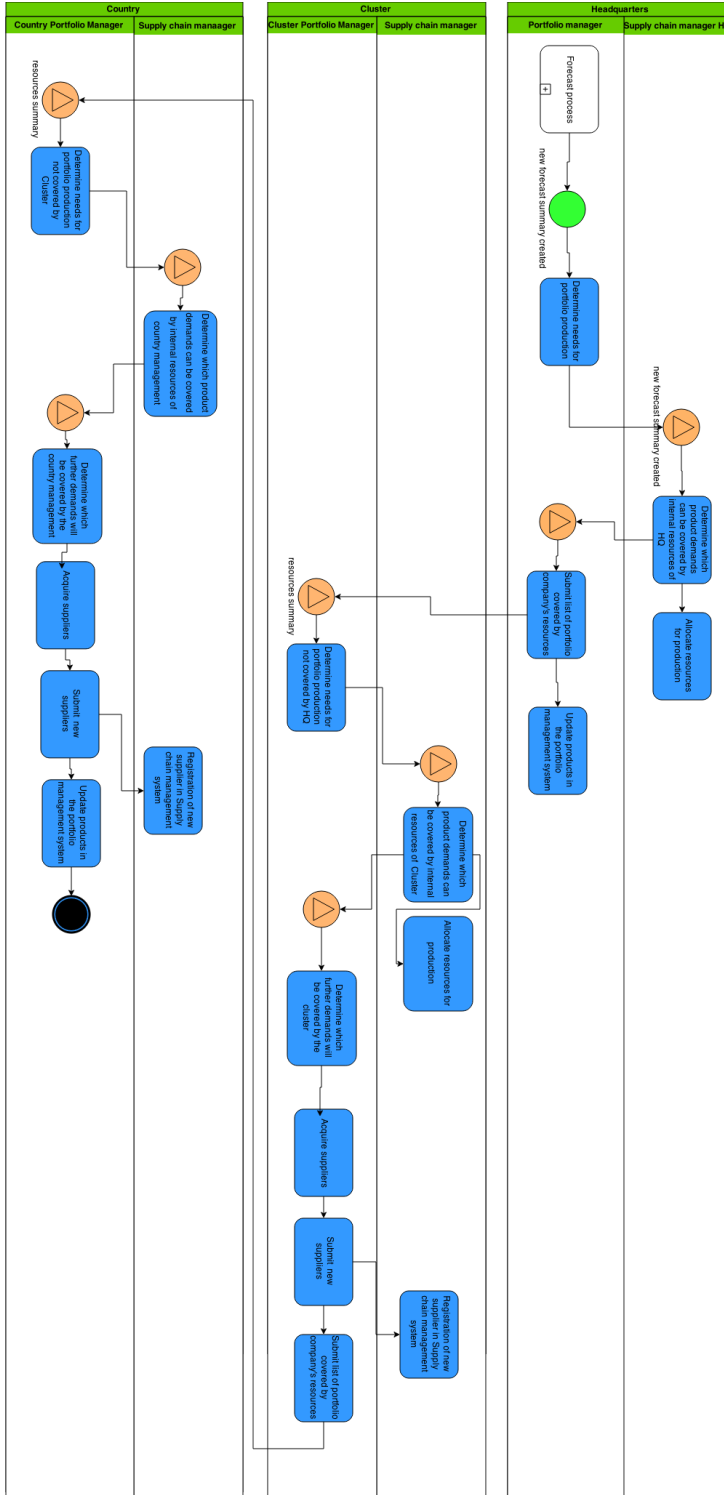 Country
Country Portfolio Manager
Supply chain manaager
Cluster
Cluster Portfolio Manager
Supply chain manager
Headquarters
Portfolio manager
Supply chain manager H
resources summary
Determine needs for
portfolio production
not covered by
Cluster
Determine which product
demands can be covered
by internal resources of
country management
Determine which
further demands will
be covered by the
country management
Acquire suppliers
Submit new
suppliers
Registration of new
supplier in Supply
chain management
system
Update products in
the portfolio
management system
resources summary
Determine needs for
portfolio production
not covered by HQ
Determine which
product demands can
be covered by internal
resources of Cluster
Allocate resources for
production
Determine which
further demands will
be covered by the
cluster
Acquire suppliers
Submit new
suppliers
Registration of new
supplier in Supply
chain management
system
Submit list of portfolio
covered by
company's resources
Forecast process
new forecast summary created
Determine needs for
portfolio production
new forecast summary created
Determine which
product demands
can be covered by
internal resources of
HQ
Allocate resources
for production
Submit list of portfolio
covered by
company's resources
Update products in
the portfolio
management system